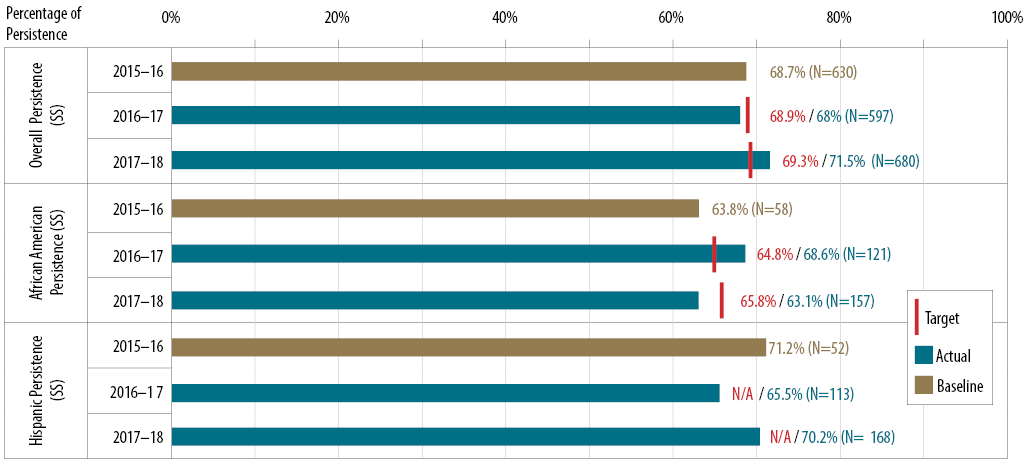 Percentage of
Persistence
0% 20% 40% 60% 80% 100%
Overall Persistence
(SS)
2015–16 68.7% (N=630)
2016–17 68.9% / 68% (N=597)
2017–18 69.3% / 71.5% (N=680)
African American
Persistence (SS)
2015–16 63.8% (N=58)
2016–17 64.8% / 68.6% (N=121)
2017–18 65.8% / 63.1% (N=157)
Hispanic Persistence
(SS)
2015–16 71.2% (N=52)
2016–17 N/A / 65.5% (N=113)
2017–18 N/A / 70.2% (N= 168)
Target
Actual
Baseline